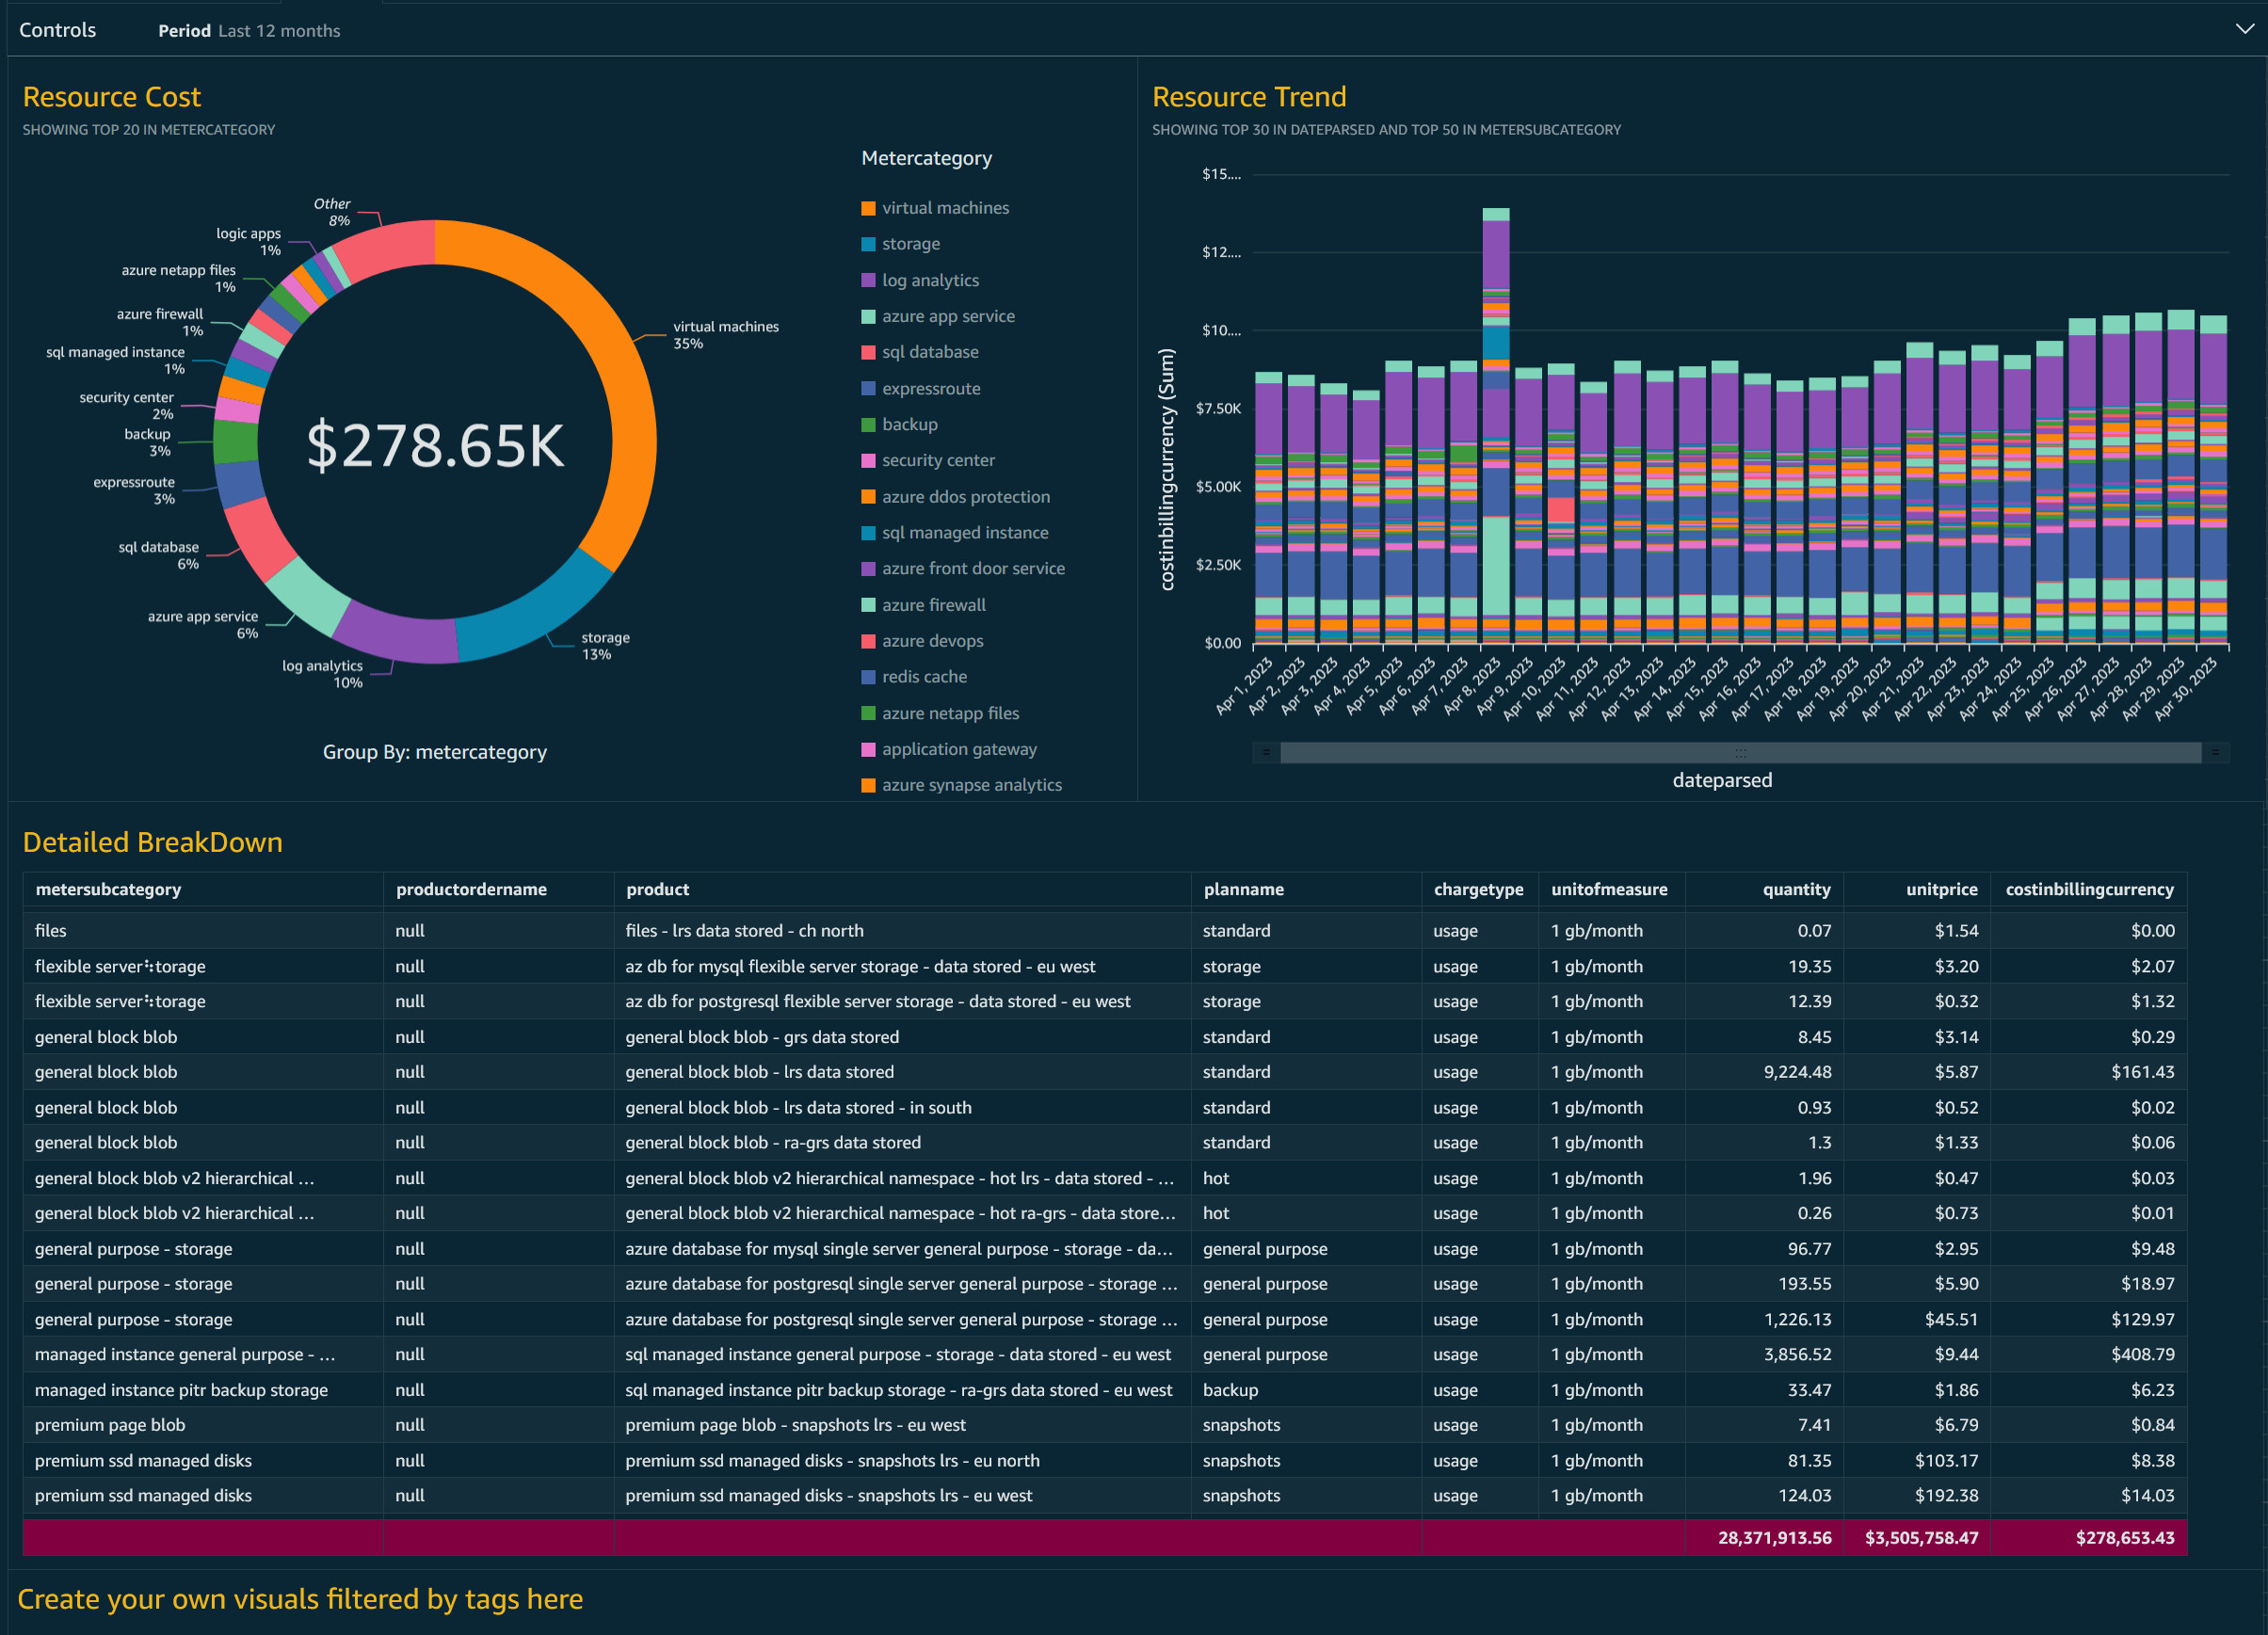 Controls Period Last 12 months
Resource Cost
SHOWING TOP 20 IN METERCATEGORY
Other
8%
logic apps
1%
azure netapp files
1%
azure firewall
1%
sql managed instance
1%
security center
2%
backup
3%
expressroute
3%
sql database
6%
azure app service
6%
log analytics
10%
storage
13%
virtual machines
35%
$278.65K
Group By: metercategory
Metercategory
virtual machines
storage
log analytics
azure app service
sql database
expressroute
backup
security center
azure ddos protection
sql managed instance
azure front door service
azure firewall
azure devops
redis cache
azure netapp files
application gateway
azure synapse analytics
Resource Trend
SHOWING TOP 30 IN DATEPARSED AND TOP 50 IN METERSUBCATEGORY
costinbillingcurrency (Sum)
$15....
$12....
$10....
$7.50K
$5.00K
$2.50K
$0.00
Apr 1, 2023
Apr 2, 2023
Apr 3, 2023
Apr 4, 2023
Apr 5, 2023
Apr 6, 2023
Apr 7, 2023
Apr 8, 2023
Apr 9, 2023
Apr 10, 2023
Apr 11, 2023
Apr 12, 2023
Apr 13, 2023
Apr 14, 2023
Apr 15, 2023
Apr 16, 2023
Apr 17, 2023
Apr 18, 2023
Apr 19, 2023
Apr 20, 2023
Apr 21, 2023
Apr 22, 2023
Apr 23, 2023
Apr 24, 2023
Apr 25, 2023
Apr 26, 2023
Apr 27, 2023
Apr 28, 2023
Apr 29, 2023
Apr 30, 2023
dateparsed
Detailed BreakDown
metersubcategory productordername product planname chargetype unitofmeasure quantity unitprice costinbillingcurrency
files null files - lrs data stored - ch north standard usage 1 gb/month 0.07 $1.54 $0.00
flexible server torage null az db for mysql flexible server storage - data stored - eu west storage usage 1 gb/month 19.35 $3.20 $2.07
flexible server torage null az db for postgresql flexible server storage - data stored - eu west storage usage 1 gb/month 12.39 $0.32 $1.32
general block blob null general block blob - grs data stored standard usage 1 gb/month 8.45 $3.14 $0.29
general block blob null general block blob - lrs data stored standard usage 1 gb/month 9,224.48 $5.87 $161.43
general block blob null general block blob - lrs data stored - in south standard usage 1 gb/month 0.93 $0.52 $0.02
general block blob null general block blob - ra-grs data stored standard usage 1 gb/month 1.3 $1.33 $0.06
general block blob v2 hierarchical ... null general block blob v2 hierarchical namespace - hot lrs - data stored - ... hot usage 1 gb/month 1.96 $0.47 $0.03
general block blob v2 hierarchical ... null general block blob v2 hierarchical namespace - hot ra-grs - data store... hot usage 1 gb/month 0.26 $0.73 $0.01
general purpose - storage null azure database for mysql single server general purpose - storage - da... general purpose usage 1 gb/month 96.77 $2.95 $9.48
general purpose - storage null azure database for postgresql single server general purpose - storage ... general purpose usage 1 gb/month 193.55 $5.90 $18.97
general purpose - storage null azure database for postgresql single server general purpose - storage ... general purpose usage 1 gb/month 1,226.13 $45.51 $129.97
managed instance general purpose - ... null sql managed instance general purpose - storage - data stored - eu west general purpose usage 1 gb/month 3,856.52 $9.44 $408.79
managed instance pitr backup storage null sql managed instance pitr backup storage - ra-grs data stored - eu west backup usage 1 gb/month 33.47 $1.86 $6.23
premium page blob null premium page blob - snapshots lrs - eu west snapshots usage 1 gb/month 7.41 $6.79 $0.84
premium ssd managed disks null premium ssd managed disks - snapshots lrs - eu north snapshots usage 1 gb/month 81.35 $103.17 $8.38
premium ssd managed disks null premium ssd managed disks - snapshots lrs - eu west snapshots usage 1 gb/month 124.03 $192.38 $14.03
28,371,913.56 $3,505,758.47 $278,653.43
Create your own visuals filtered by tags here